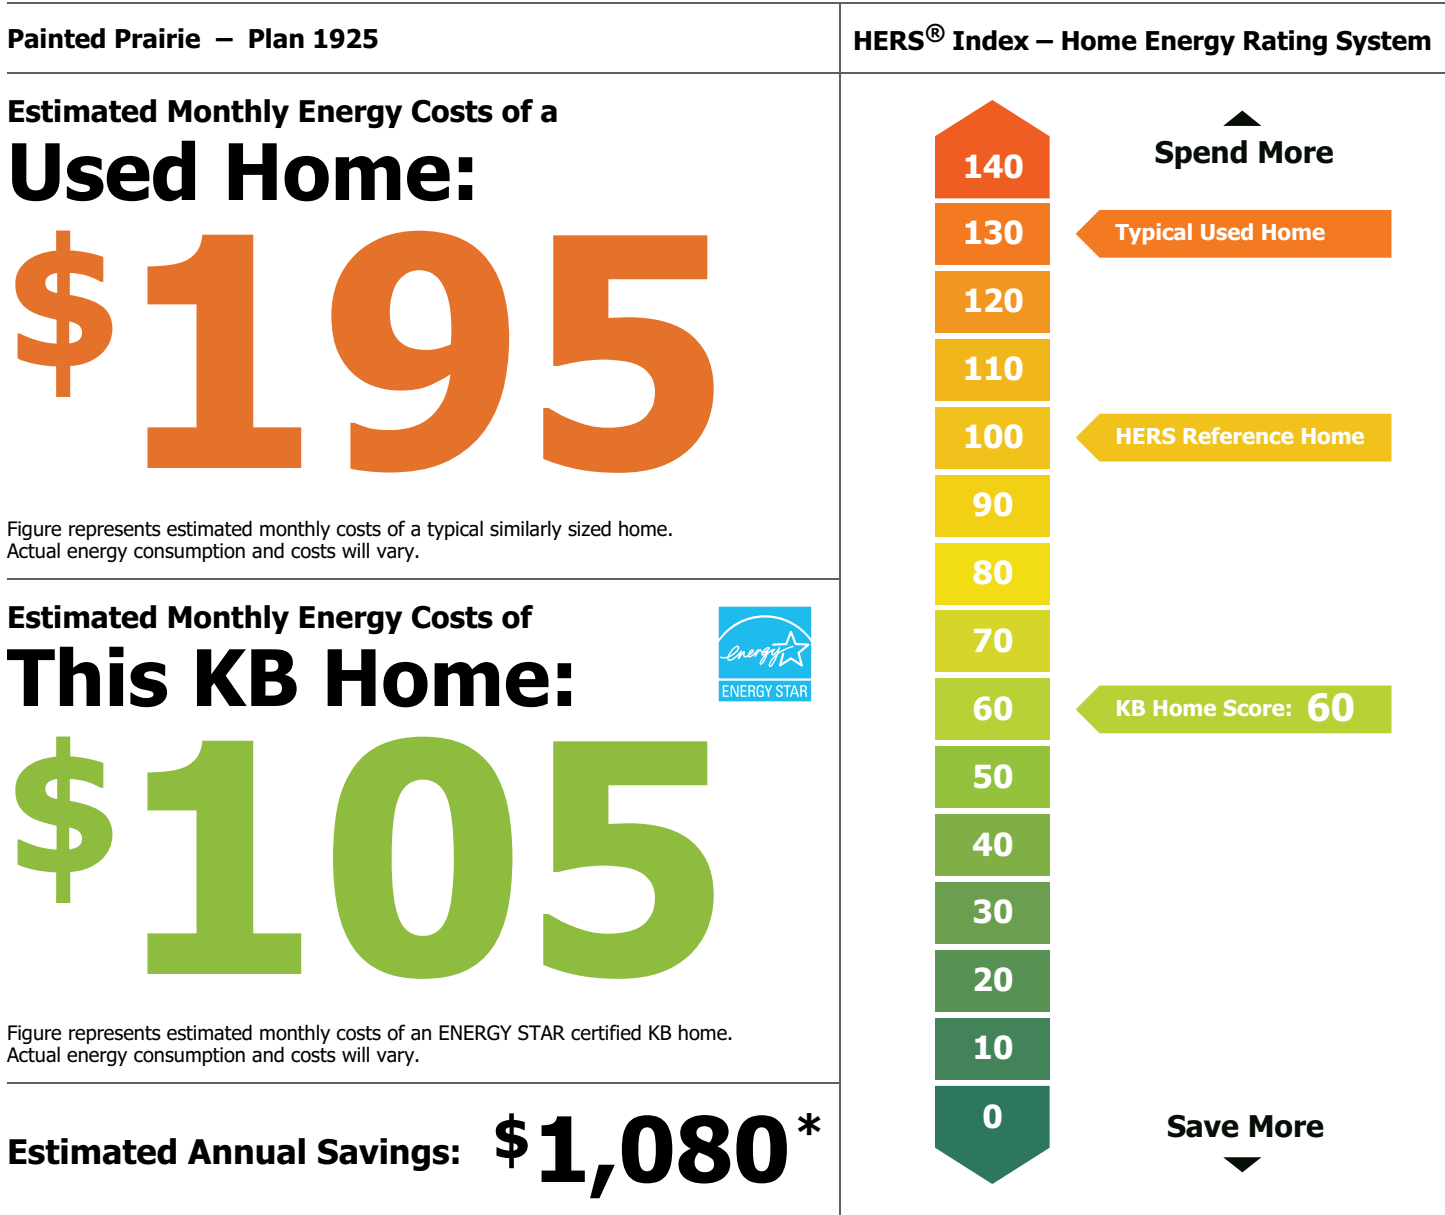 Painted Prairie – Plan 1925
Estimated Monthly Energy Costs of a
Used Home:
$195
Figure represents estimated monthly costs of a typical similarly sized home.
Actual energy consumption and costs will vary.
Estimated Monthly Energy Costs of
This KB Home:
energy
ENERGY STAR
$105
Figure represents estimated monthly costs of an ENERGY STAR certified KB home.
Actual energy consumption and costs will vary.
Estimated Annual Savings: $1,080*
HERS® Index – Home Energy Rating System
Spend More
140
130 Typical Used Home
120
110
100 HERS Reference Home
90
80
70
60 KB Home Score: 60
50
40
30
20
10
0
Save More